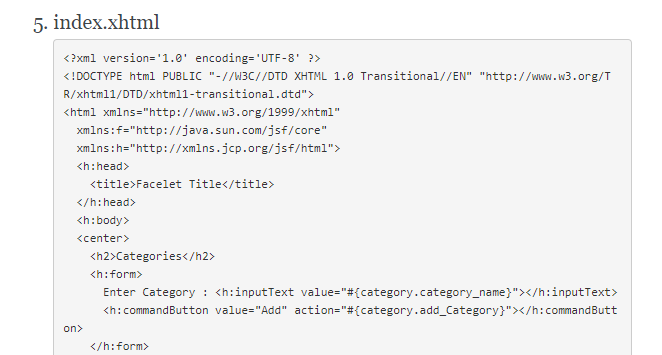 5. index.xhtml
<?xml version='1.0' encoding='UTF-8' ?>
<!DOCTYPE html PUBLIC "-//W3C//DTD XHTML 1.0 Transitional//EN" "http://www.w3.org/T
R/xhtml1/DTD/xhtml1-transitional.dtd">
<html xmlns="http://www.w3.org/1999/xhtml"
  xmlns:f="http://java.sun.com/jsf/core"
  xmlns:h="http://xmlns.jcp.org/jsf/html">
  <h:head>
    <title>Facelet Title</title>
  </h:head>
  <h:body>
  <center>
    <h2>Categories</h2>
    <h:form>
      Enter Category : <h:inputText value="#{category.category_name}"></h:inputText>
      <h:commandButton value="Add" action="#{category.add_Category}"></h:commandButt
on>
    </h:form>